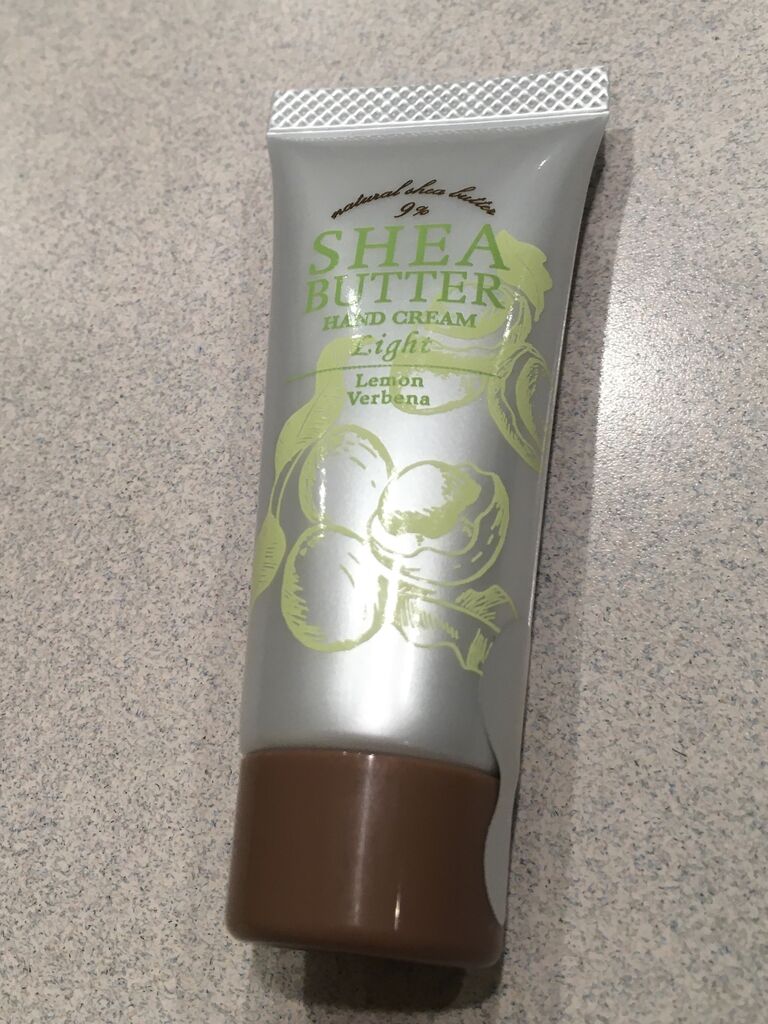 natural shea butter
9%
SHEA
BUTTER
HAND CREAM
Light
Lemon
Verbena